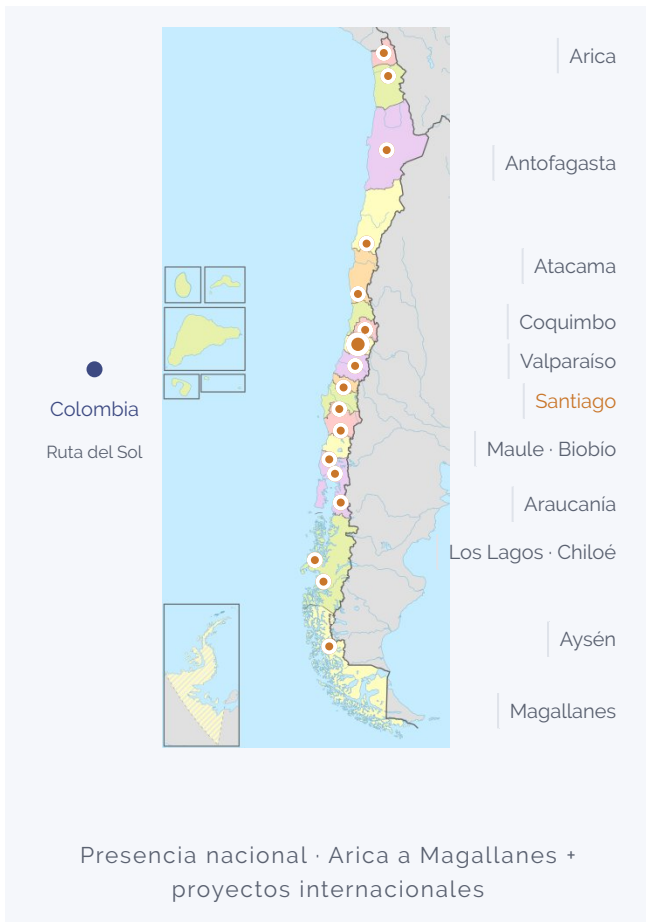 Arica
Antofagasta
Atacama
Coquimbo
Valparaíso
Colombia
Santiago
Ruta del Sol
Maule · Biobío
Araucanía
Los Lagos · Chiloé
Aysén
Magallanes
Presencia nacional · Arica a Magallanes +
proyectos internacionales